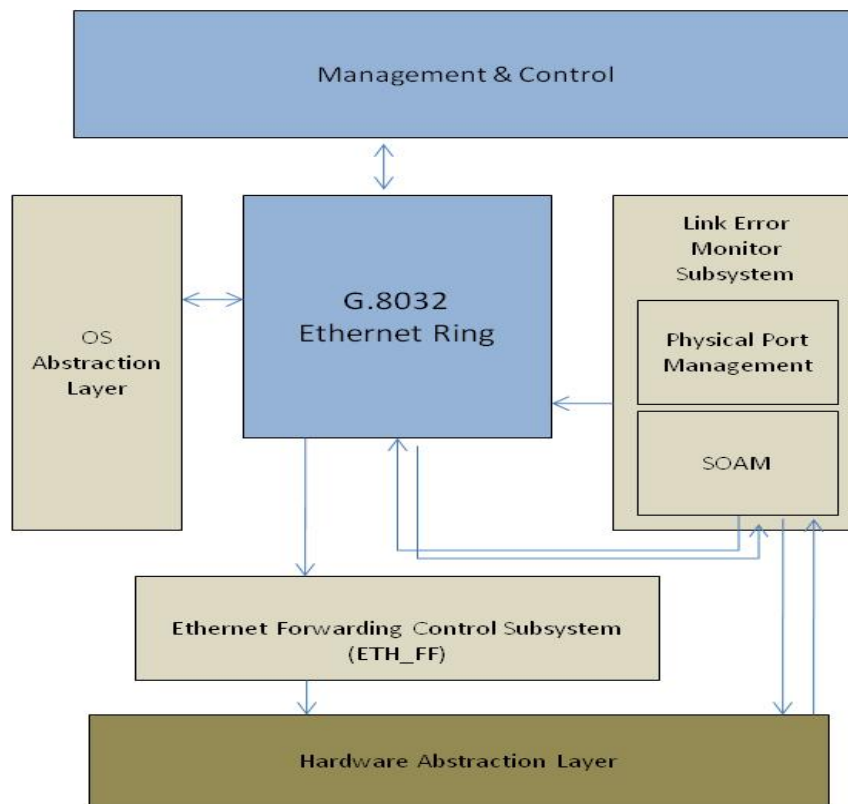 Management & Control
G.8032
Ethernet Ring
OS
Abstraction
Layer
Link Error
Monitor
Subsystem
Physical Port
Management
SOAM
Ethernet Forwarding Control Subsystem
(ETH_FF)
Hardware Abstraction Layer